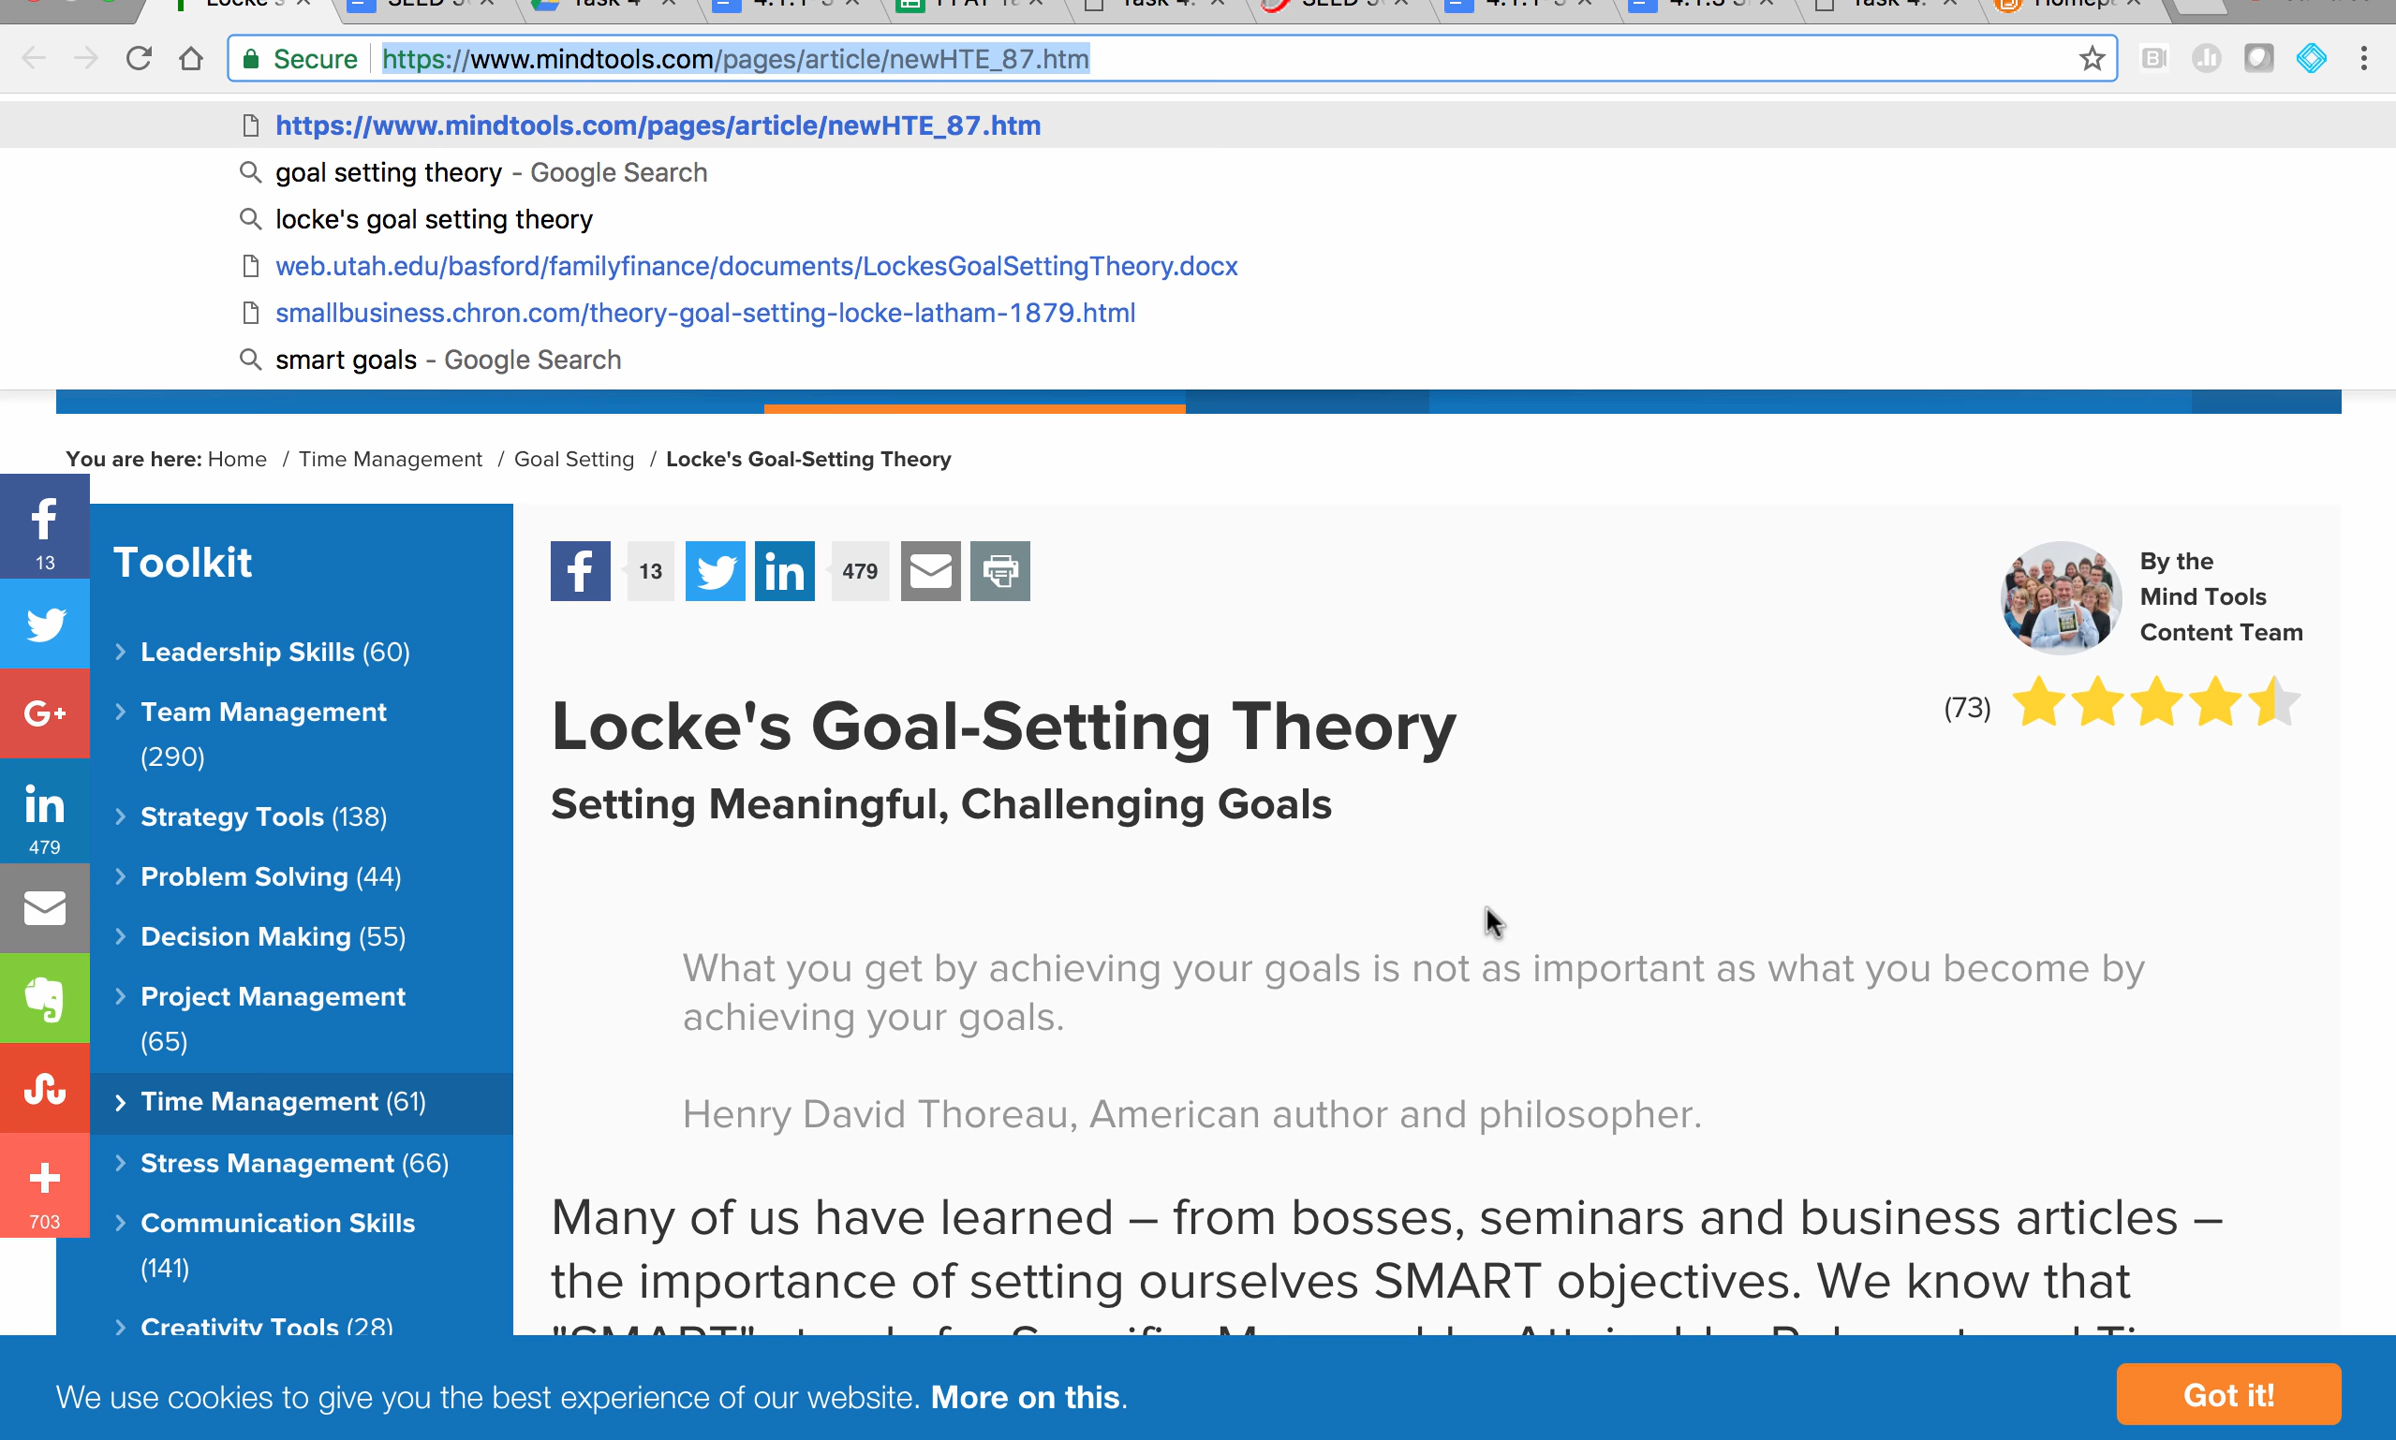 Secure https://www.mindtools.com/pages/article/newHTE_87.htm
https://www.mindtools.com/pages/article/newHTE_87.htm
goal setting theory - Google Search
locke's goal setting theory
web.utah.edu/basford/familyfinance/documents/LockesGoalSettingTheory.docx
smallbusiness.chron.com/theory-goal-setting-locke-latham-1879.html
smart goals - Google Search
You are here: Home / Time Management / Goal Setting / Locke's Goal-Setting Theory
13
479
703
Toolkit
Leadership Skills (60)
Team Management
(290)
Strategy Tools (138)
Problem Solving (44)
Decision Making (55)
Project Management
(65)
Time Management (61)
Stress Management (66)
Communication Skills
(141)
Creativity Tools (28)
13
479
By the
Mind Tools
Content Team
(73)
Locke's Goal-Setting Theory
Setting Meaningful, Challenging Goals
What you get by achieving your goals is not as important as what you become by
achieving your goals.
Henry David Thoreau, American author and philosopher.
Many of us have learned – from bosses, seminars and business articles –
the importance of setting ourselves SMART objectives. We know that
We use cookies to give you the best experience of our website. More on this.
Got it!